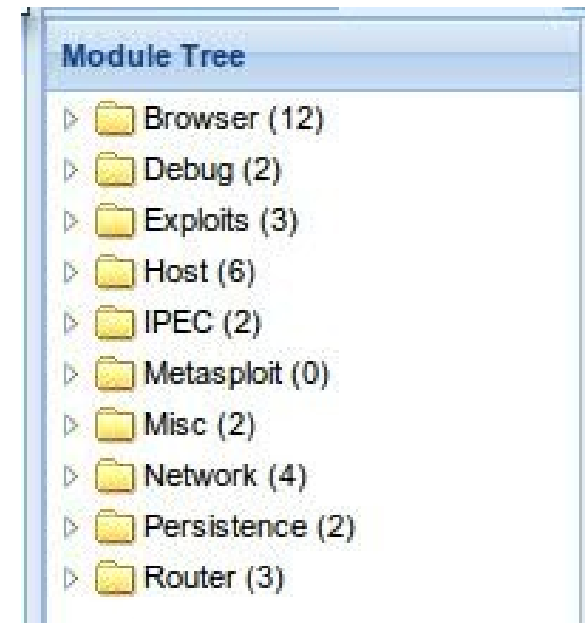 Module Tree
Browser (12)
Debug (2)
Exploits (3)
Host (6)
IPEC (2)
Metasploit (0)
Misc (2)
Network (4)
Persistence (2)
Router (3)